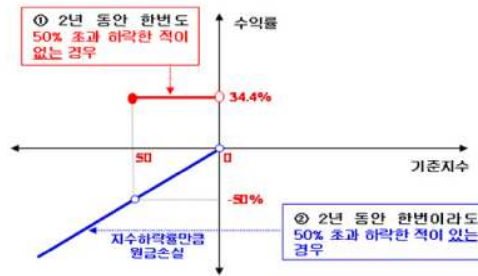 ① 2년 동안 한번도
50% 초과 하락한 적이
없는 경우
수익률
34.4%
50
0
기준지수
-50%
지수하락률만큼
원금손실
② 2년 동안 한번이라도
50% 초과 하락한 적이 있는
경우